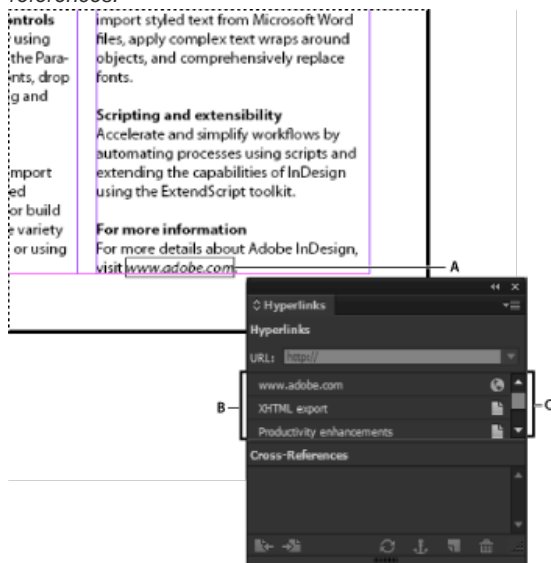 references.
ntrols
using
the Para-
nts, drop
g and
mport
ed
or build
e variety
or using
import styled text from Microsoft Word
files, apply complex text wraps around
objects, and comprehensively replace
fonts.
Scripting and extensibility
Accelerate and simplify workflows by
automating processes using scripts and
extending the capabilities of InDesign
using the ExtendScript toolkit.
For more information
For more details about Adobe InDesign,
visit www.adobe.com
A
Hyperlinks
Hyperlinks
URL: https://
www.adobe.com
XHTML export
Productivity enhancements
B
C
Cross-References